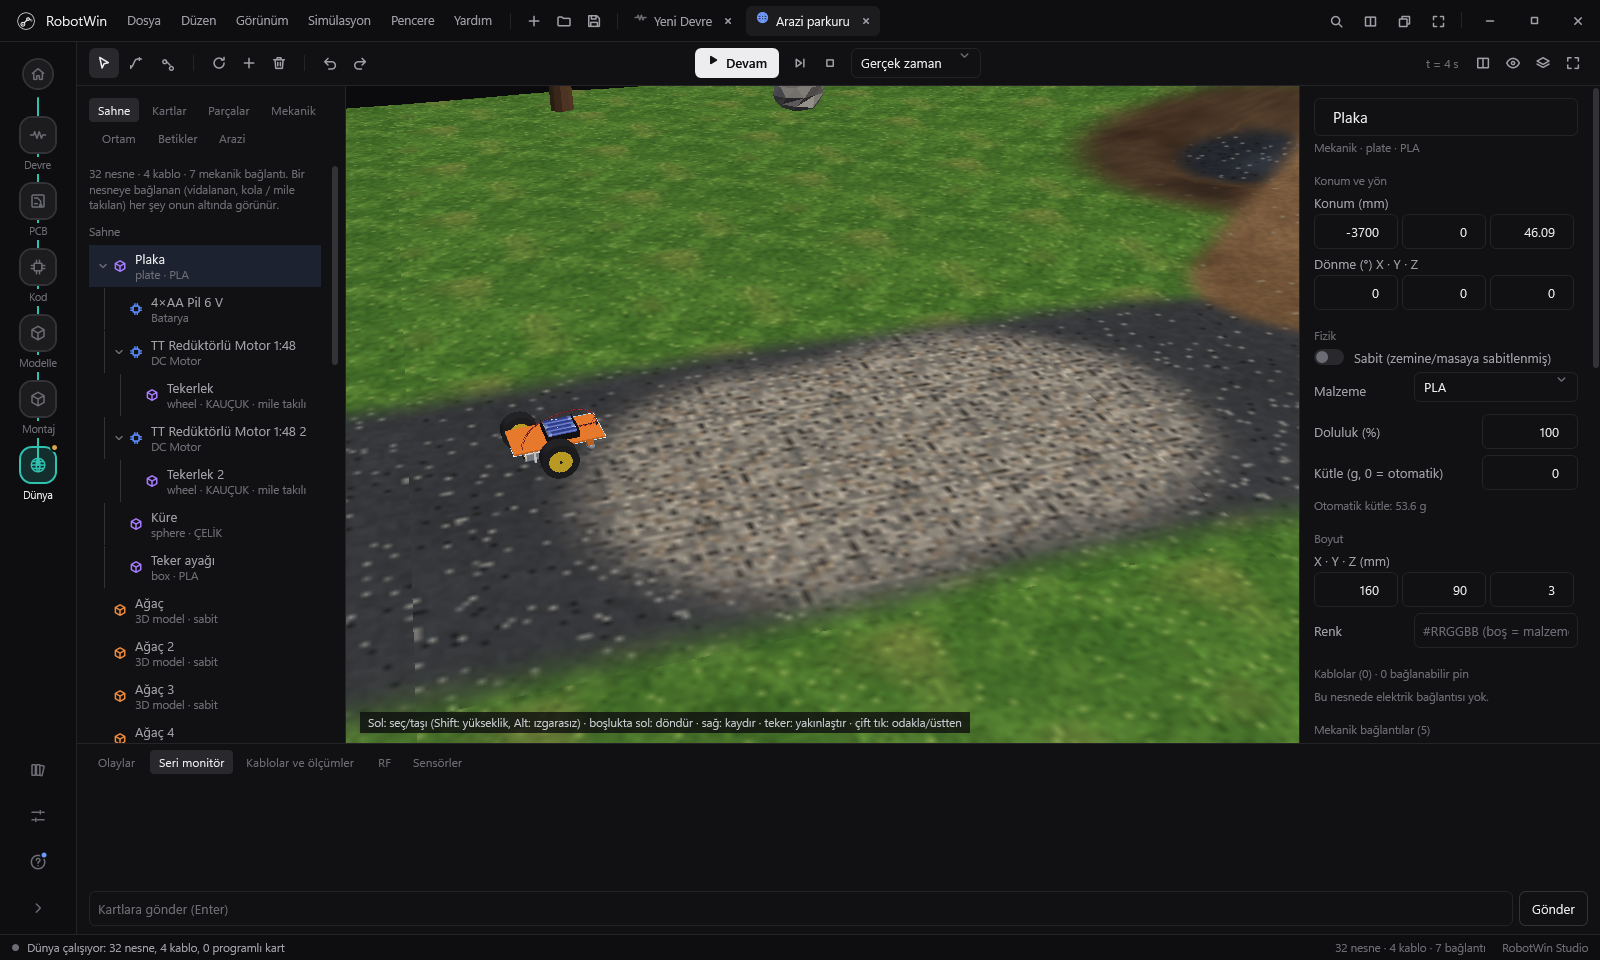 RobotWin Dosya Düzen Görünüm Simülasyon Pencere Yardım Yeni Devre Arazi parkuru
Devam Gerçek zaman t = 4 s
Devre
PCB
Kod
Modelle
Montaj
Dünya
Sahne Kartlar Parçalar Mekanik
Ortam Betikler Arazi
32 nesne · 4 kablo · 7 mekanik bağlantı. Bir
nesneye bağlanan (vidalanan, kola / mile
takılan) her şey onun altında görünür.
Sahne
Plaka
plate · PLA
4×AA Pil 6 V
Batarya
TT Redüktörlü Motor 1:48
DC Motor
Tekerlek
wheel · KAUÇUK · mile takılı
TT Redüktörlü Motor 1:48 2
DC Motor
Tekerlek 2
wheel · KAUÇUK · mile takılı
Küre
sphere · ÇELİK
Teker ayağı
box · PLA
Ağaç
3D model · sabit
Ağaç 2
3D model · sabit
Ağaç 3
3D model · sabit
Ağaç 4
Sol: seç/taşı (Shift: yükseklik, Alt: ızgarasız) · boşlukta sol: döndür · sağ: kaydır · teker: yakınlaştır · çift tık: odakla/üstten
Plaka
Mekanik · plate · PLA
Konum ve yön
Konum (mm)
-3700 0 46.09
Dönme (°) X · Y · Z
0 0 0
Fizik
Sabit (zemine/masaya sabitlenmiş)
Malzeme PLA
Doluluk (%) 100
Kütle (g, 0 = otomatik) 0
Otomatik kütle: 53.6 g
Boyut
X · Y · Z (mm)
160 90 3
Renk #RRGGBB (boş = malzem
Kablolar (0) · 0 bağlanabilir pin
Bu nesnede elektrik bağlantısı yok.
Mekanik bağlantılar (5)
Olaylar Seri monitör Kablolar ve ölçümler RF Sensörler
Kartlara gönder (Enter) Gönder
Dünya çalışıyor: 32 nesne, 4 kablo, 0 programlı kart 32 nesne · 4 kablo · 7 bağlantı RobotWin Studio